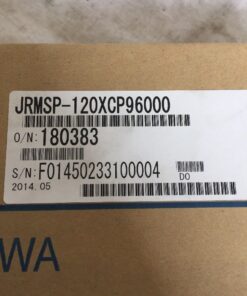 JRMSP-120XCP96000
O/N: 180383
S/N: F01450233100004
2014.05
DO
WA